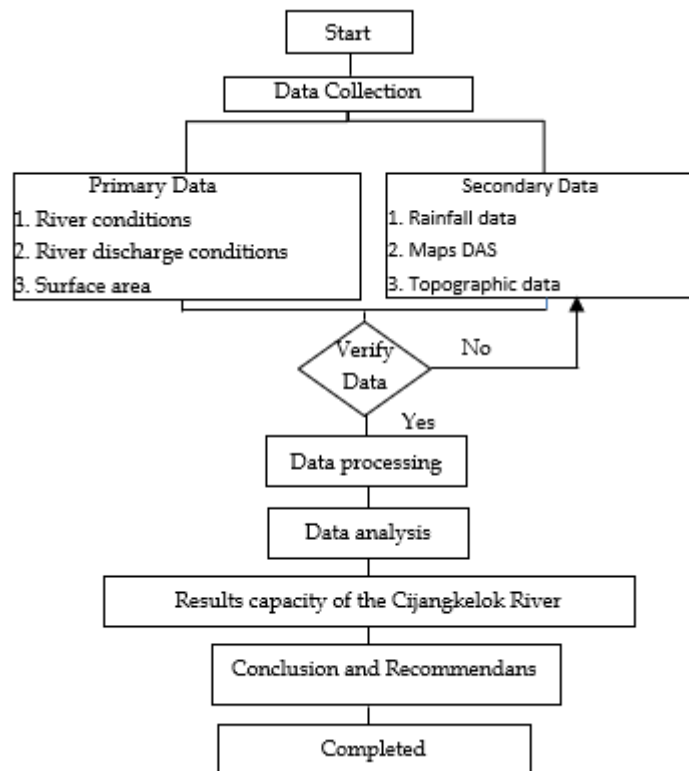 Start
Data Collection
Primary Data
1. River conditions
2. River discharge conditions
3. Surface area
Secondary Data
1. Rainfall data
2. Maps DAS
3. Topographic data
Verify
Data
No
Yes
Data processing
Data analysis
Results capacity of the Cijangkelok River
Conclusion and Recommendans
Completed